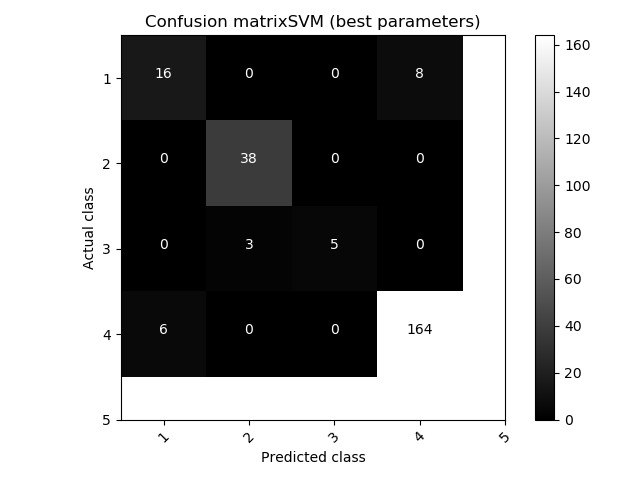 Confusion matrixSVM (best parameters)
160
1 16 0 0 8
140
120
2 0 38 0 0
100
Actual class
80
3 0 3 5 0
60
4 6 0 0 164
40
20
5
0
1 2 3 4 5
Predicted class